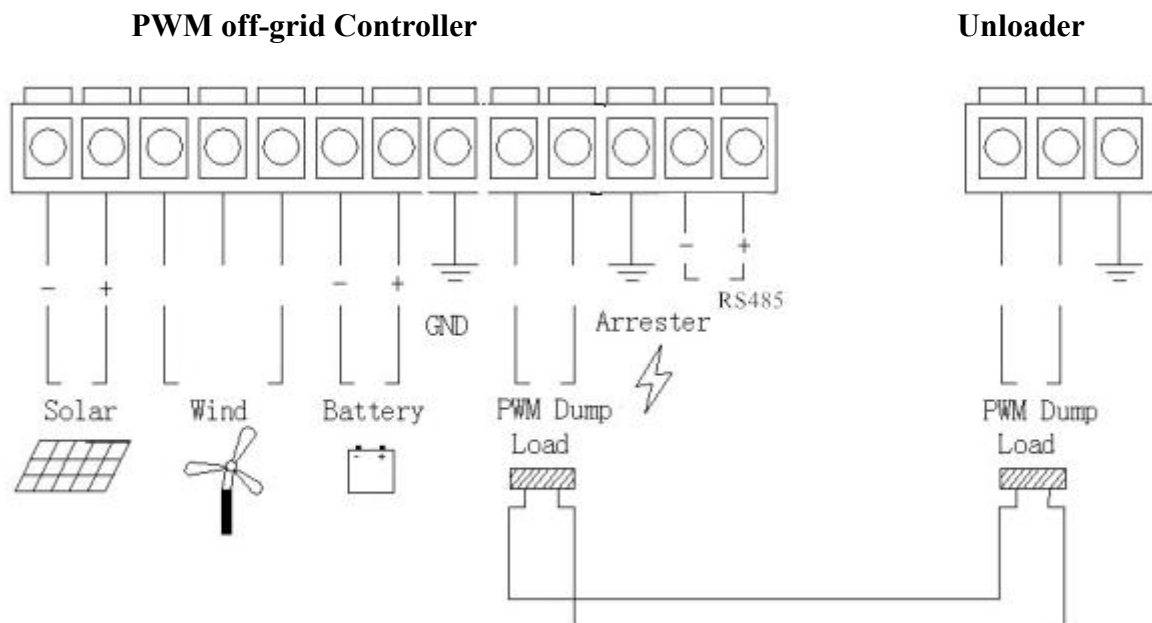 PWM off-grid Controller
Unloader
- +
- +
- +
RS485
GND
Arrester
Solar
Wind
Battery
PWM Dump
Load
PWM Dump
Load
- +